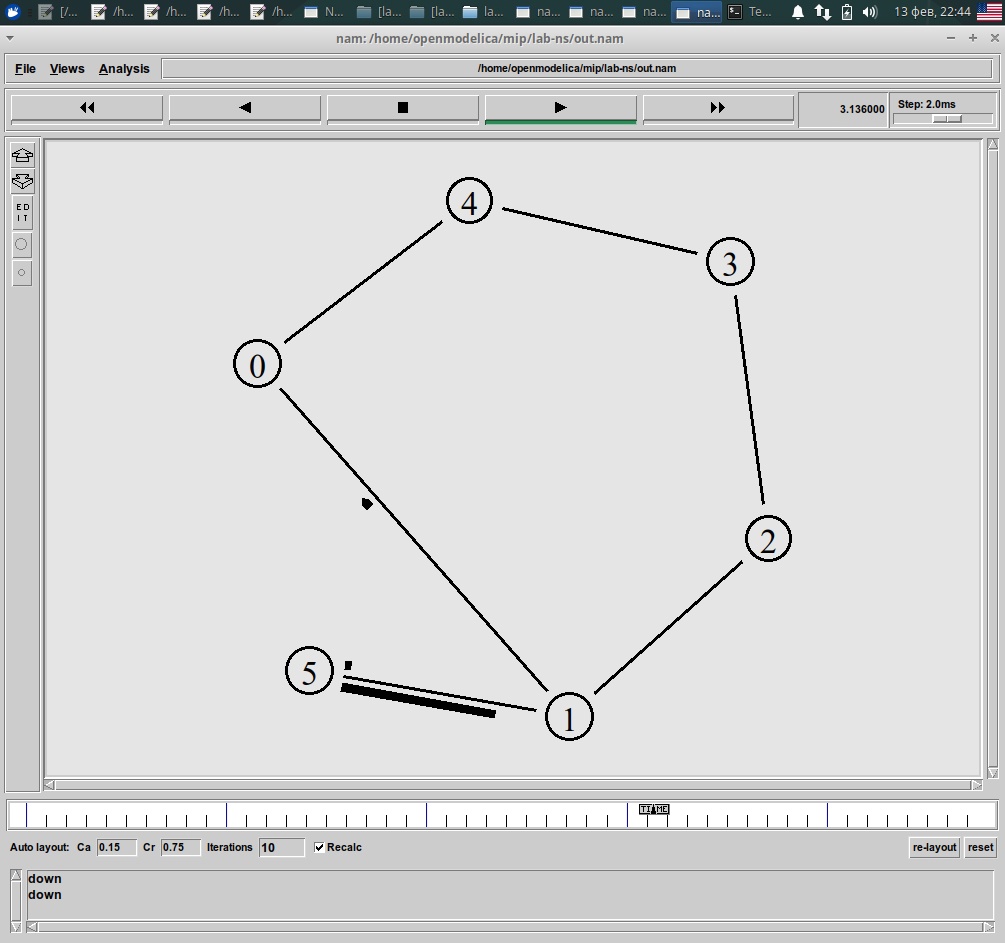 [/... /h... /h... /h... /h... N... [la... [la... la... na... na... na... na... Te... 13 фев, 22:44
nam: /home/openmodelica/mip/lab-ns/out.nam
File Views Analysis /home/openmodelica/mip/lab-ns/out.nam
3.136000 Step: 2.0ms
ED
IT
4
3
0
2
5
1
TIME
Auto layout: Ca 0.15 Cr 0.75 Iterations 10 Recalc re-layout reset
down
down